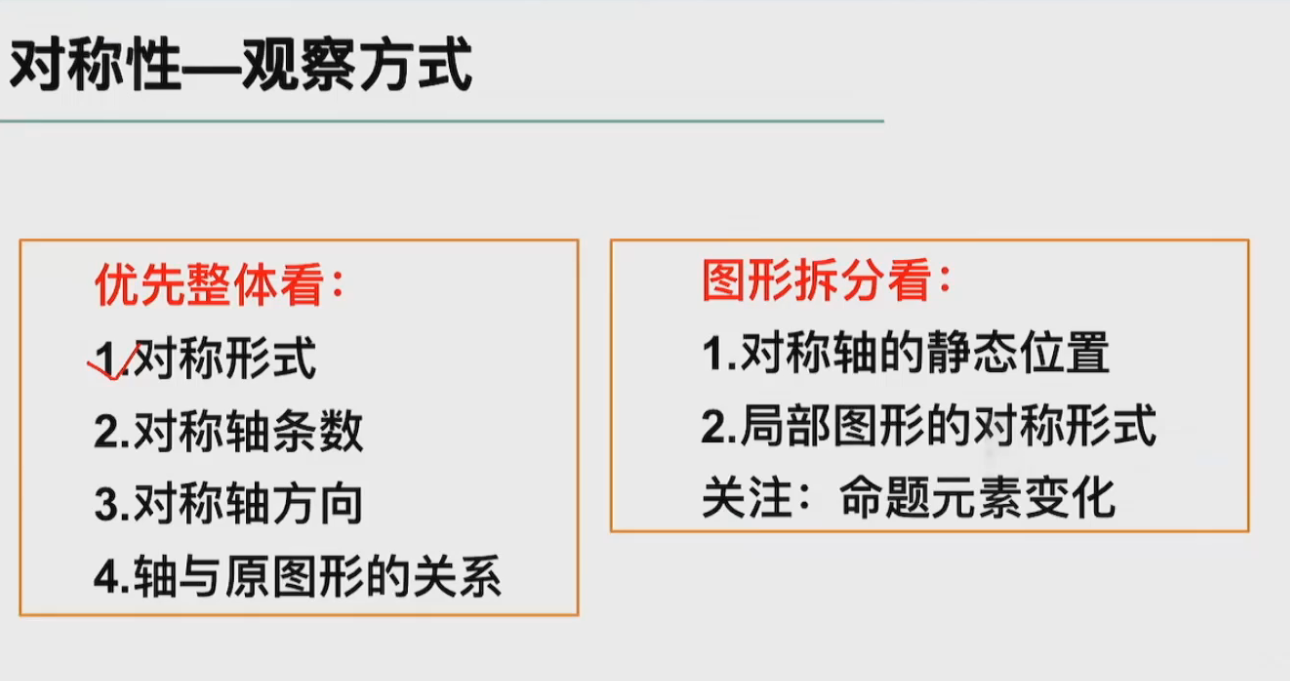 对称性—观察方式
优先整体看：
1.对称形式
2.对称轴条数
3.对称轴方向
4.轴与原图形的关系
图形拆分看：
1.对称轴的静态位置
2.局部图形的对称形式
关注：命题元素变化